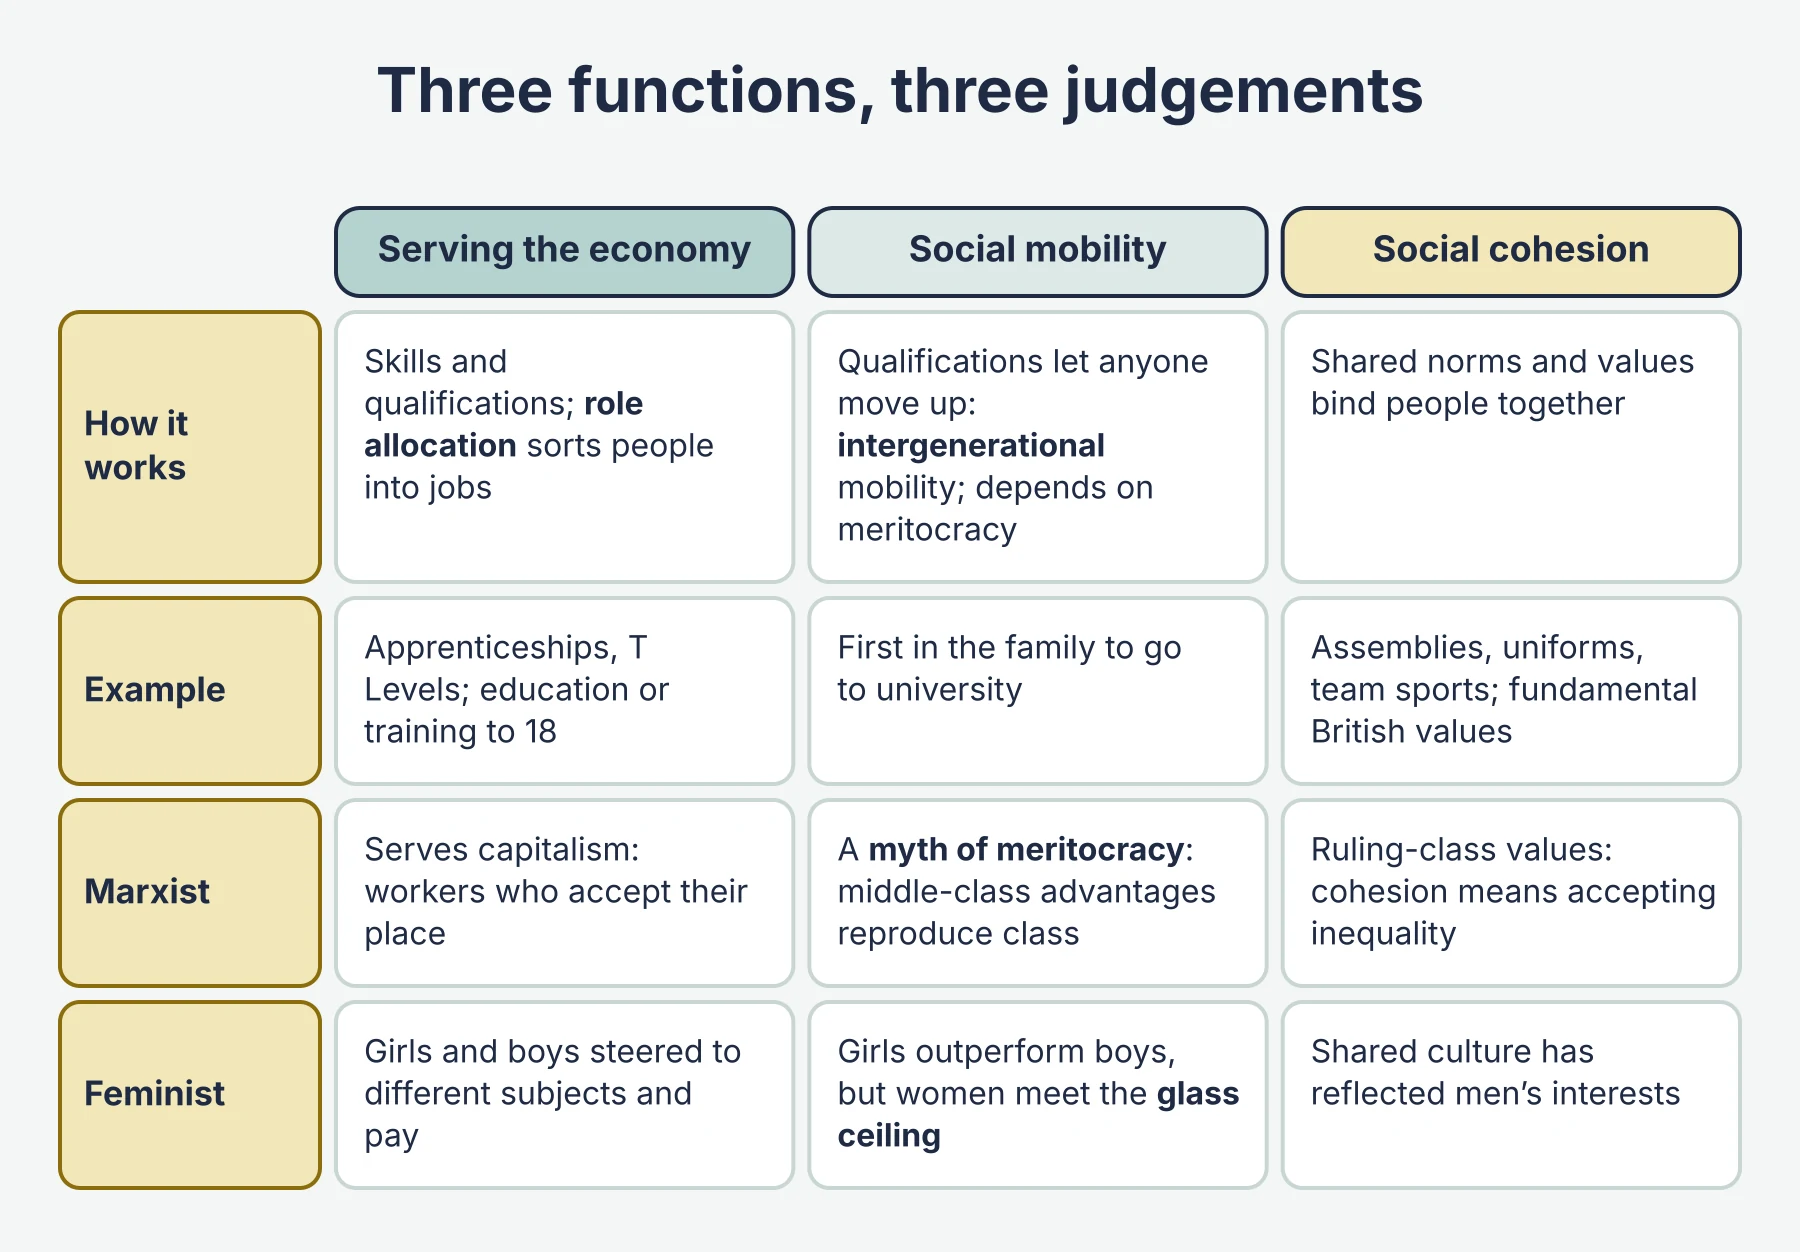 Three functions, three judgements
Serving the economy
Social mobility
Social cohesion
How it
works
Skills and
qualifications; role
allocation sorts people
into jobs
Qualifications let anyone
move up:
intergenerational
mobility; depends on
meritocracy
Shared norms and values
bind people together
Example
Apprenticeships, T
Levels; education or
training to 18
First in the family to go
to university
Assemblies, uniforms,
team sports; fundamental
British values
Marxist
Serves capitalism:
workers who accept their
place
A myth of meritocracy:
middle-class advantages
reproduce class
Ruling-class values:
cohesion means accepting
inequality
Feminist
Girls and boys steered to
different subjects and
pay
Girls outperform boys,
but women meet the glass
ceiling
Shared culture has
reflected men’s interests